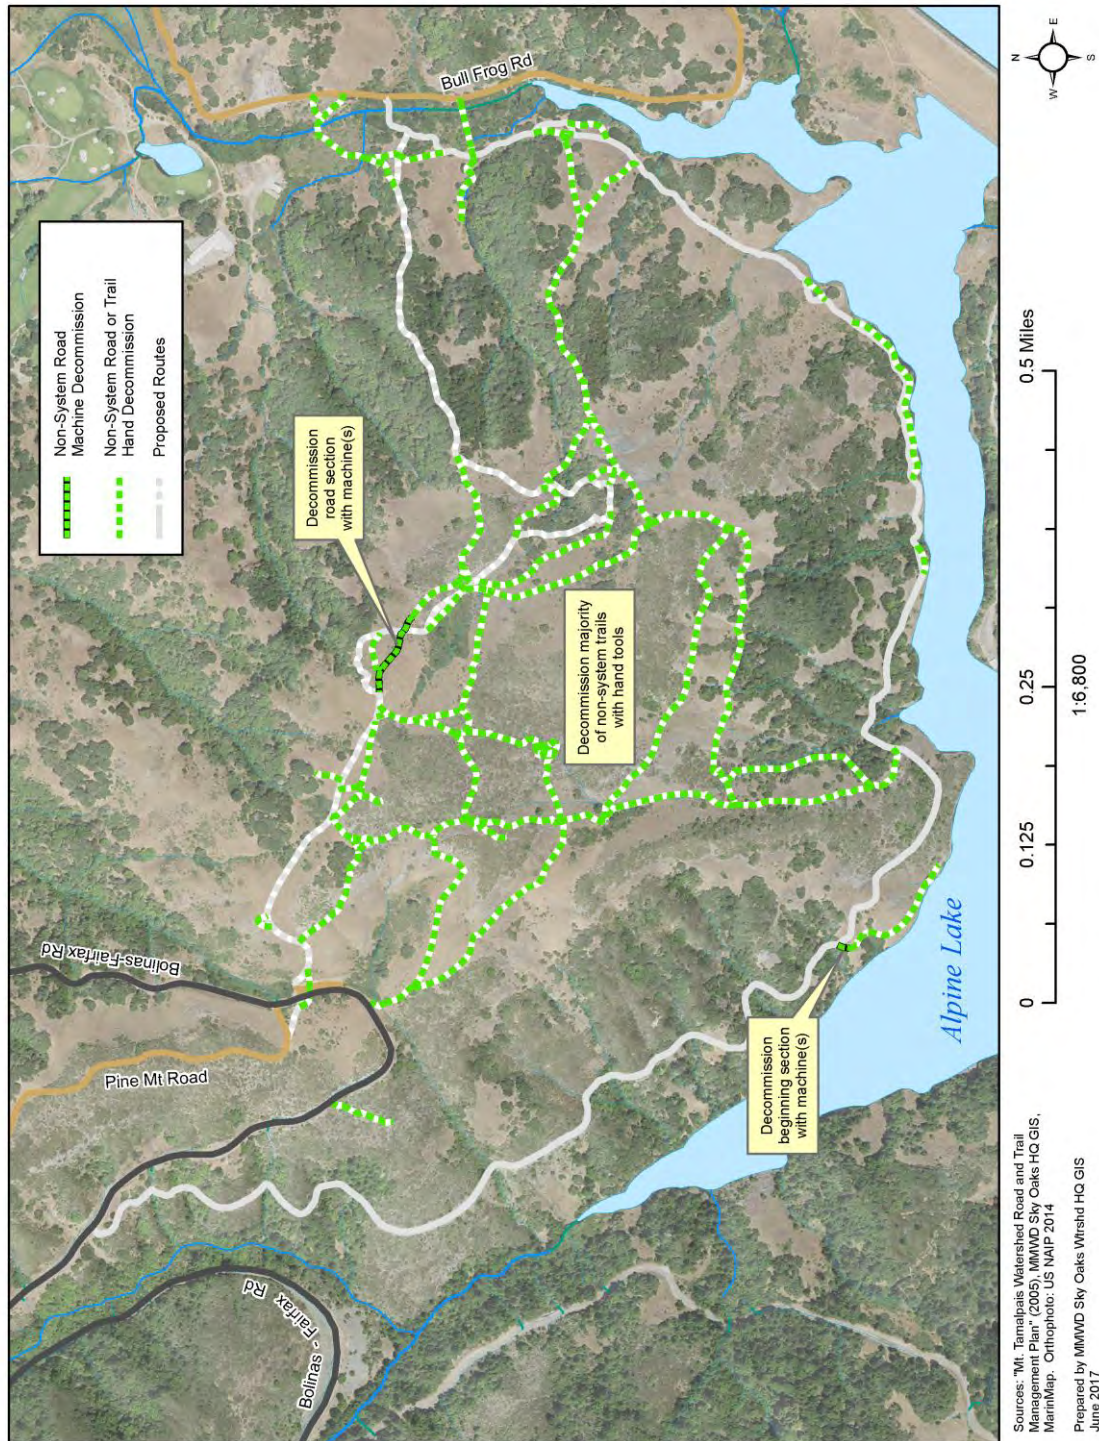 Non-System Road
Machine Decommission
Non-System Road or Trail
Hand Decommission
Proposed Routes
Bull Frog Rd
Decommission
road section
with machine(s)
Bolinas-Fairfax Rd
Pine Mt Road
Decommission majority
of non-system trails
with hand tools
Decommission
beginning section
with machine(s)
Alpine Lake
Bolinas - Fairfax
Rd
N
E
S
W
0
0.125
0.25
0.5 Miles
1:6,800
Sources: "Mt. Tamalpais Watershed Road and Trail
Management Plan" (2005), MMWD Sky Oaks HQ GIS,
MarinMap. Orthophoto: US NAIP 2014
Prepared by MMWD Sky Oaks Wtrshd HQ GIS
June 2017